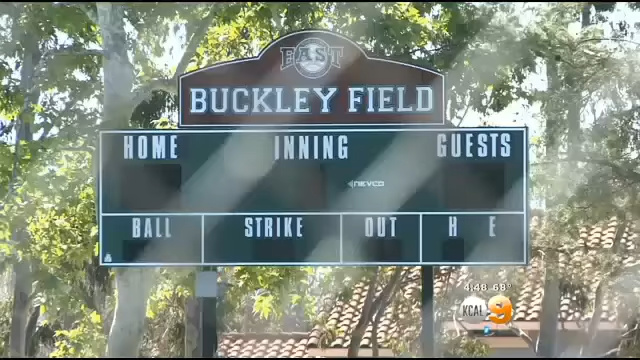 EAST
BUCKLEY FIELD
HOME INNING GUESTS
NEVCO
BALL STRIKE OUT H E
4:48 68°
KCAL 9